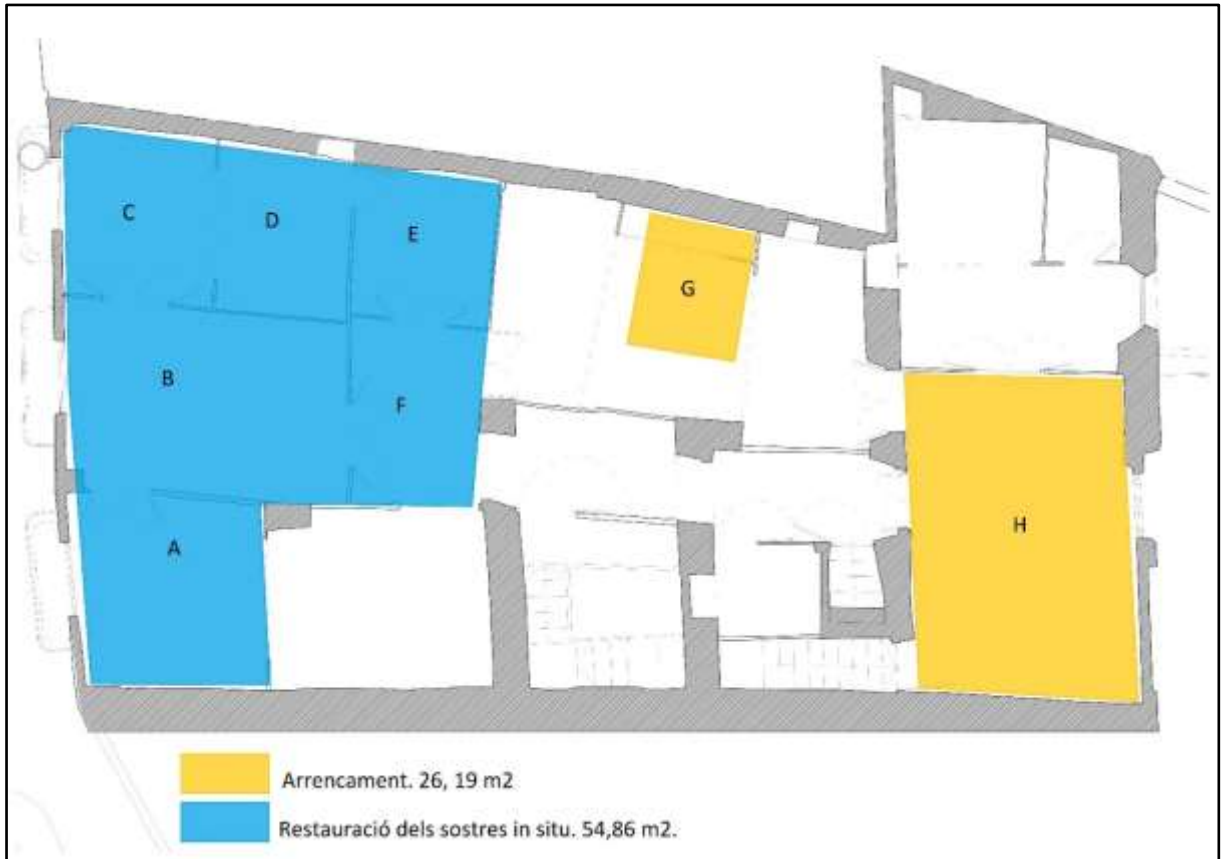 C
D
E
G
B
F
A
H
Arrencament. 26, 19 m2
Restauració dels sostres in situ. 54,86 m2.